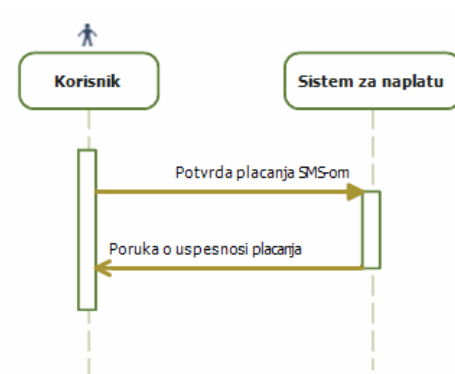 Korisnik
Sistem za naplatu
Potvrda placanja SMS-om
Poruka o uspesnosi placanja